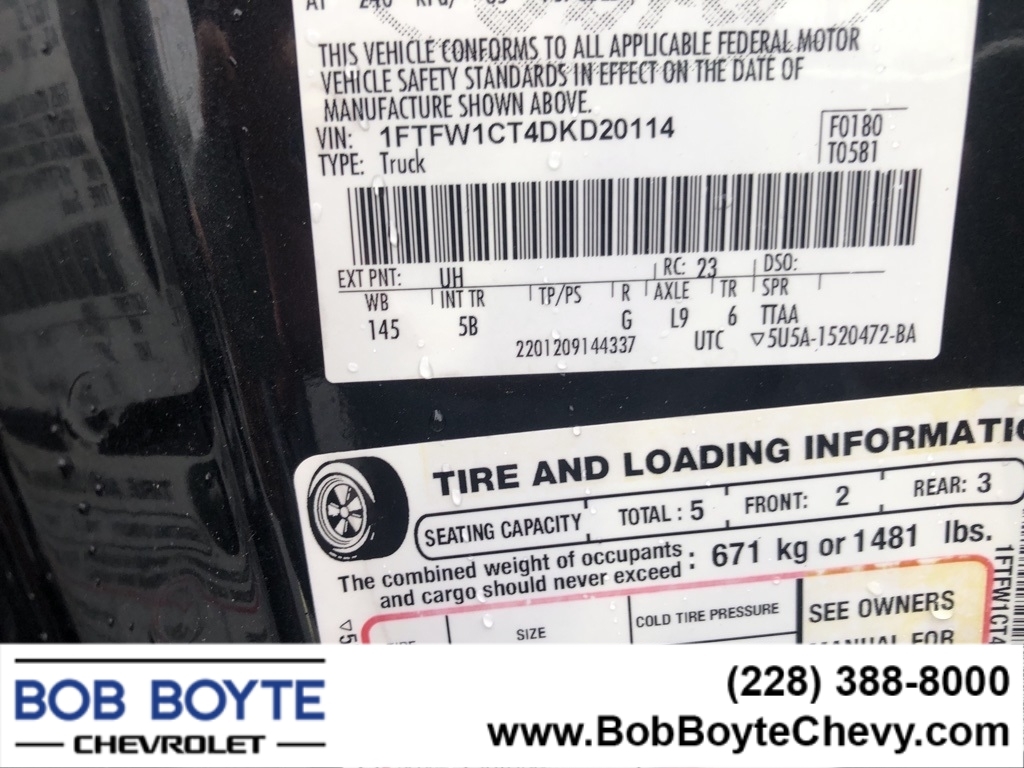 THIS VEHICLE CONFORMS TO ALL APPLICABLE FEDERAL MOTOR
VEHICLE SAFETY STANDARDS IN EFFECT ON THE DATE OF
MANUFACTURE SHOWN ABOVE.
VIN: 1FTFW1CT4DKD20114
F0180
TYPE: Truck
T0581
EXT PNT: UH RC: 23 DSO:
WB INT TR TP/PS R AXLE TR SPR
145 5B G L9 6 TTAA
2201209144337 UTC ▽5U5A-1520472-BA
TIRE AND LOADING INFORMATIO
SEATING CAPACITY TOTAL : 5 FRONT: 2 REAR: 3
The combined weight of occupants
and cargo should never exceed : 671 kg or 1481 lbs.
SIZE COLD TIRE PRESSURE SEE OWNERS
MANUAL FOR
1FTFW1CT4
BOB BOYTE
CHEVROLET
(228) 388-8000
www.BobBoyteChevy.com